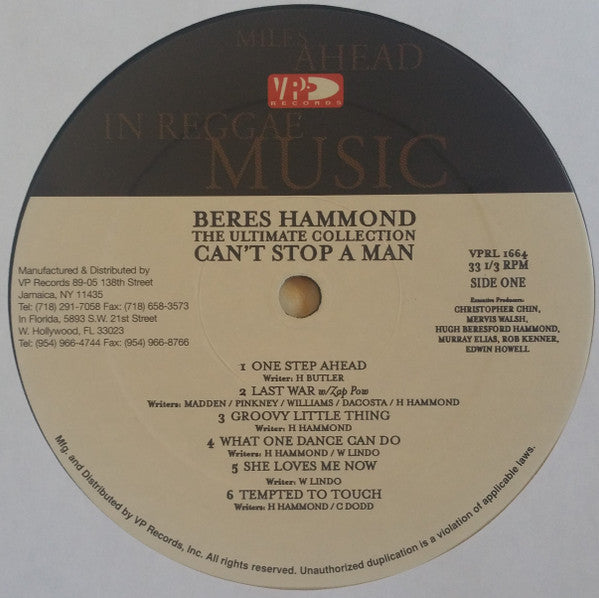 MILES
AHEAD
VP
RECORDS
IN REGGAE
MUSIC
BERES HAMMOND
THE ULTIMATE COLLECTION
CAN'T STOP A MAN
Manufactured & Distributed by
VP Records 89-05 138th Street
Jamaica, NY 11435
Tel: (718) 291-7058 Fax: (718) 658-3573
In Florida, 5893 S.W. 21st Street
W. Hollywood, FL 33023
Tel: (954) 966-4744 Fax: (954) 966-8766
VPRL 1664
33 1/3 RPM
SIDE ONE
Executive Producers:
CHRISTOPHER CHIN,
MERVIS WALSH,
HUGH BERESFORD HAMMOND,
MURRAY ELIAS, ROB KENNER,
EDWIN HOWELL
1 ONE STEP AHEAD
Writer: H BUTLER
2 LAST WAR w/Zap Pow
Writers: MADDEN / PINKNEY / WILLIAMS / DACOSTA / H HAMMOND
3 GROOVY LITTLE THING
Writer: H HAMMOND
4 WHAT ONE DANCE CAN DO
Writers: H HAMMOND / W LINDO
5 SHE LOVES ME NOW
Writer: W LINDO
6 TEMPTED TO TOUCH
Writers: H HAMMOND / C DODD
Mfg. and Distributed by VP Records, Inc. All rights reserved. Unauthorized duplication is a violation of applicable laws.